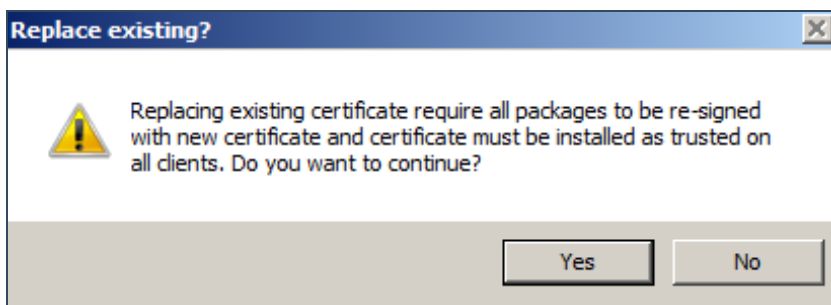 Replace existing?
Replacing existing certificate require all packages to be re-signed
with new certificate and certificate must be installed as trusted on
all clients. Do you want to continue?
Yes
No